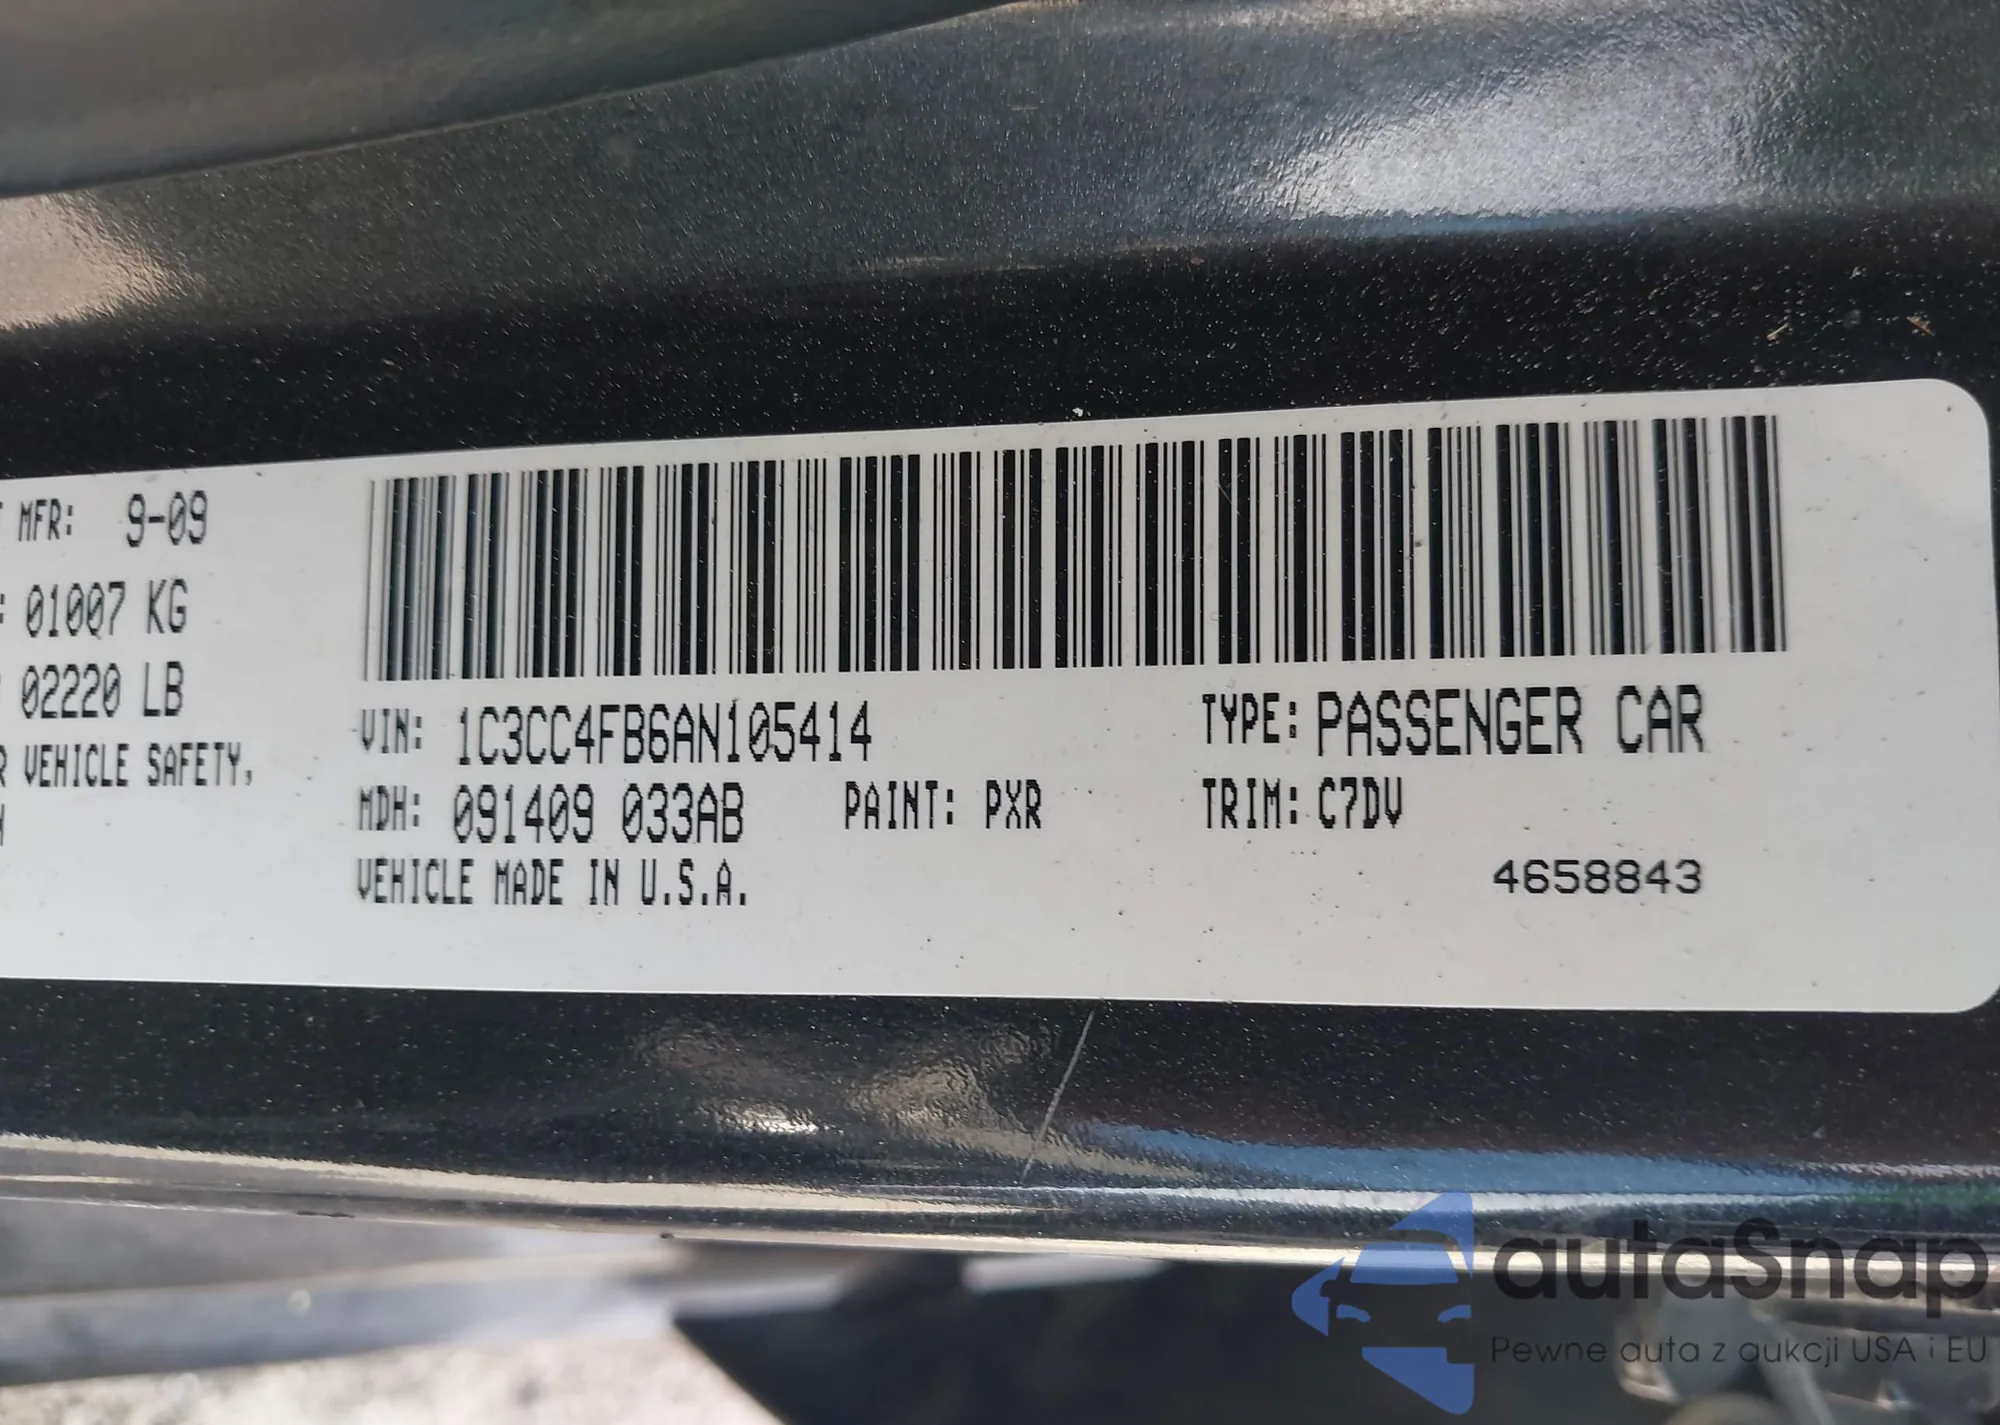 MFR: 9-09
: 01007 KG
: 02220 LB
R VEHICLE SAFETY,
VIN: 1C3CC4FB6AN105414
TYPE: PASSENGER CAR
MDH: 091409 033AB
PAINT: PXR
TRIM: C7DV
VEHICLE MADE IN U.S.A.
4658843
autaSnap
Pewne auta z aukcji USA i EU